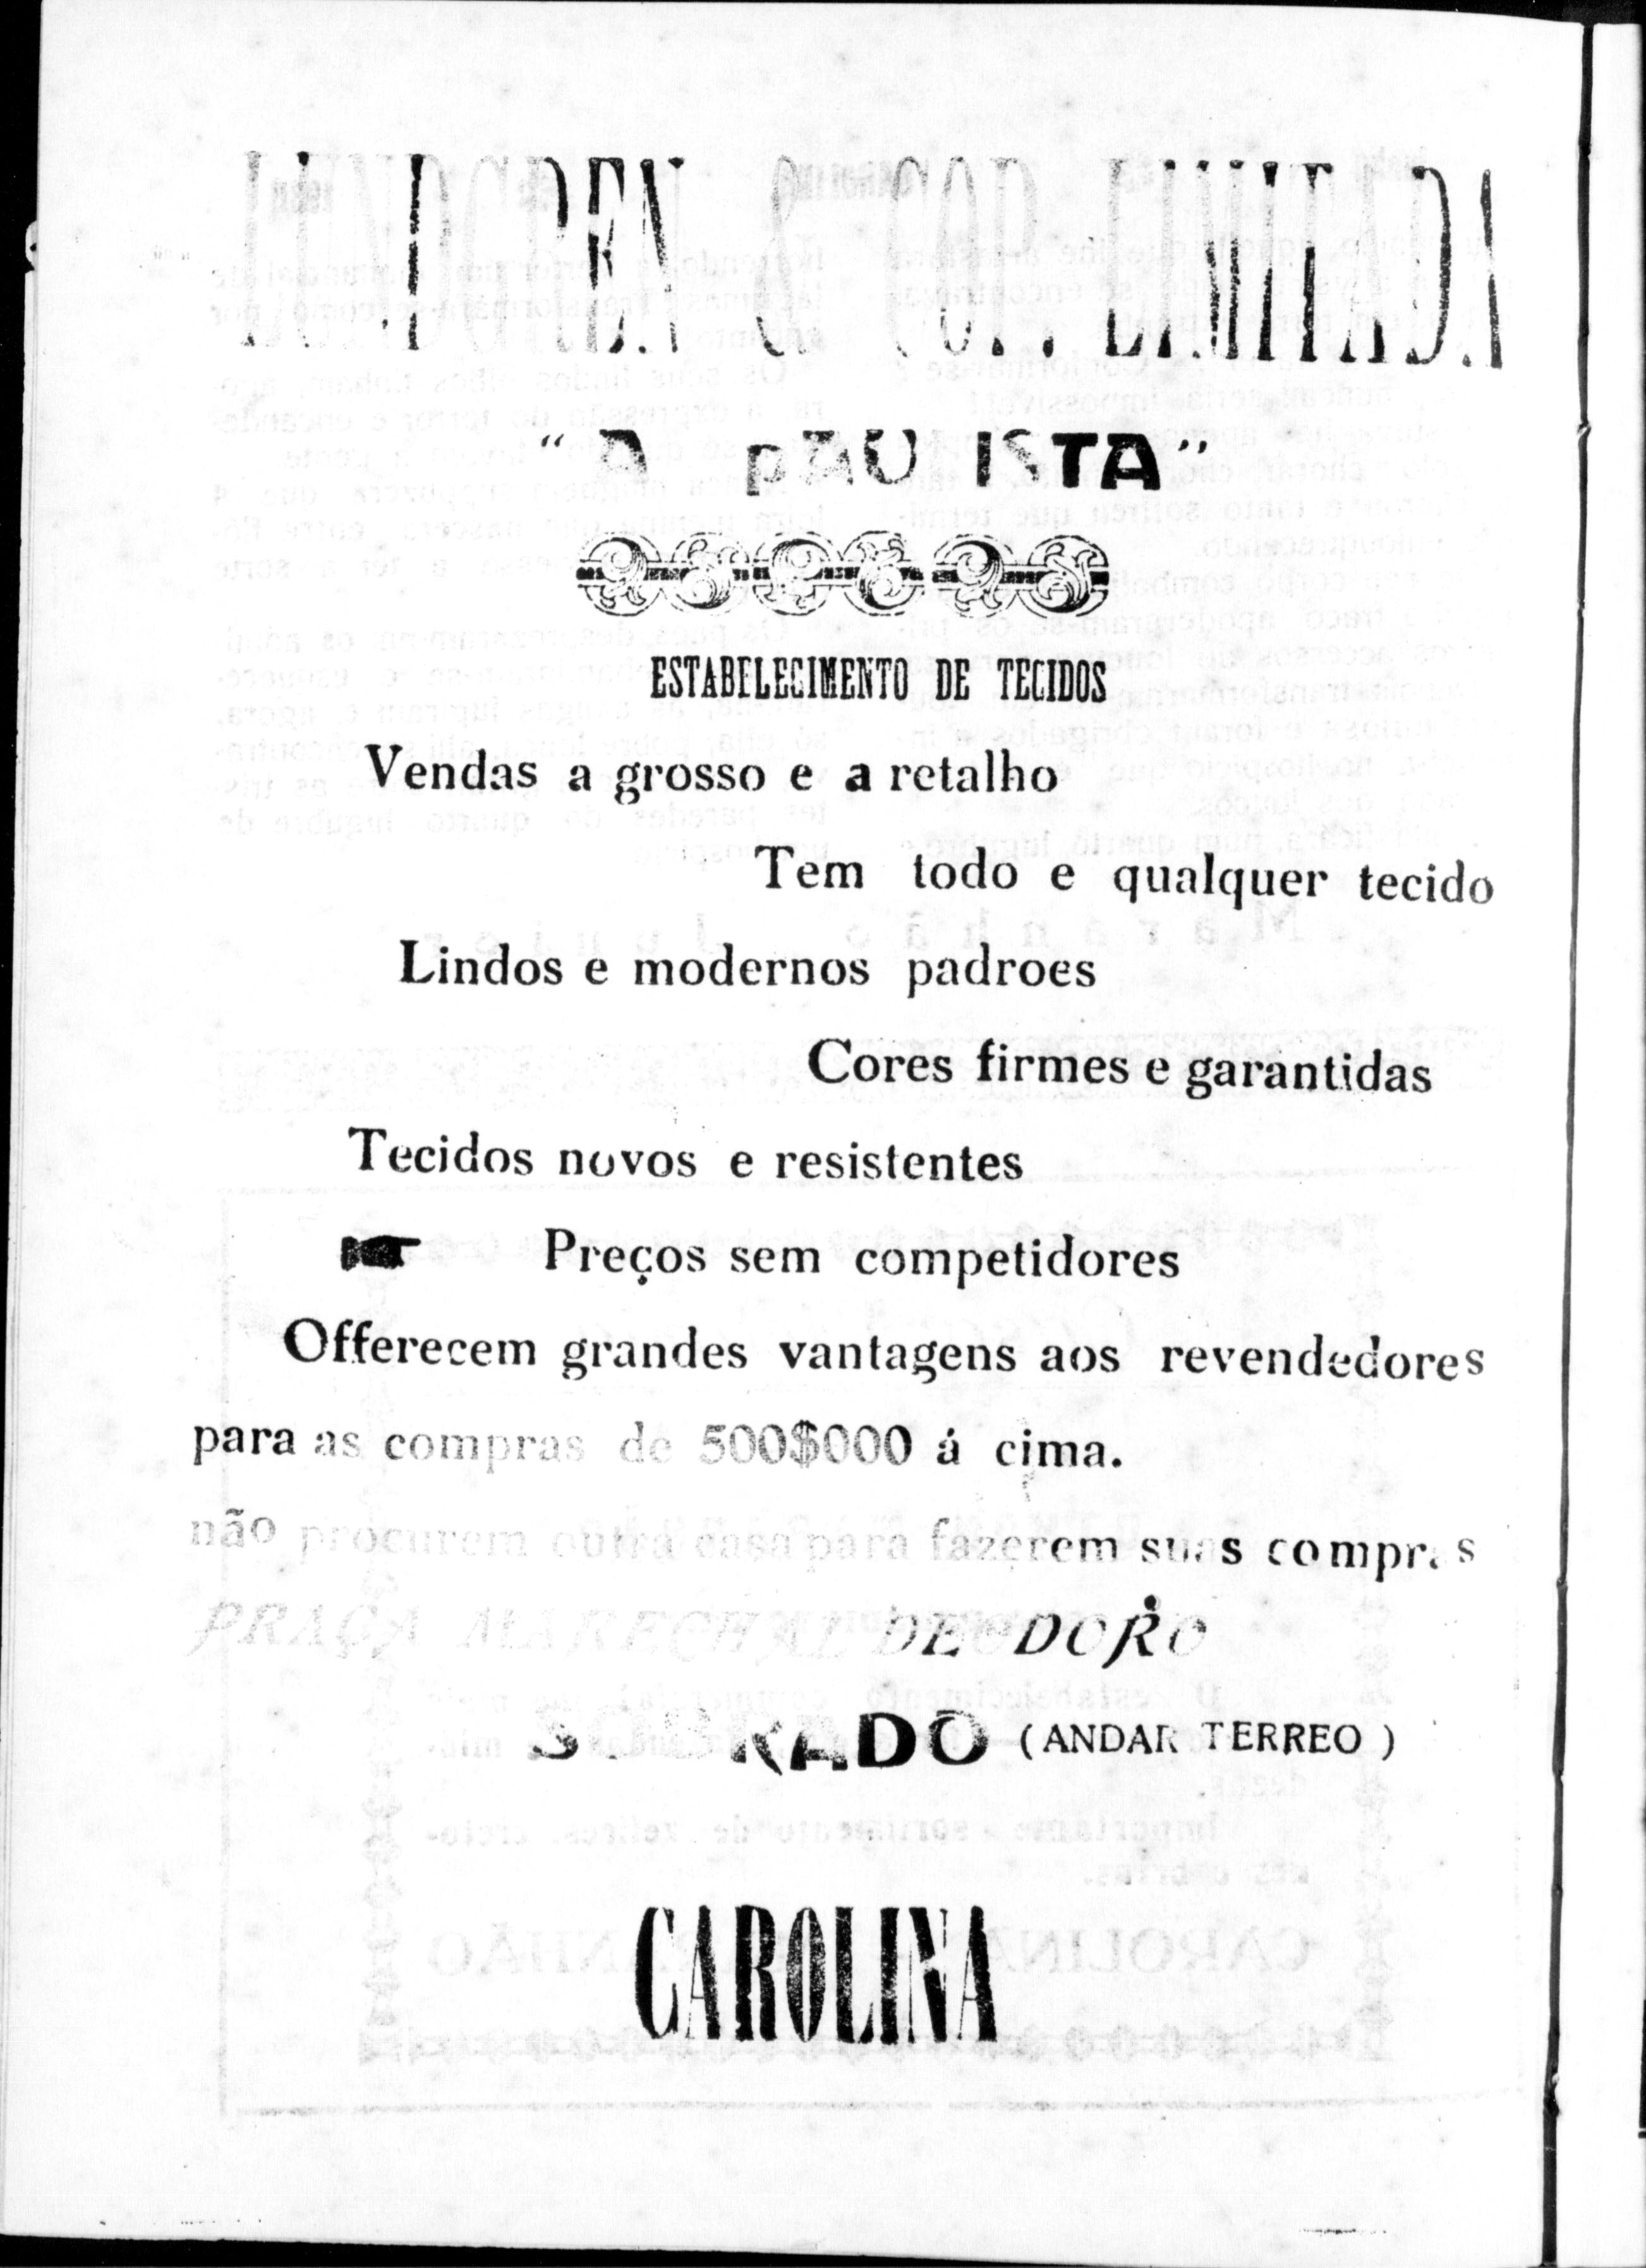 LUNDGREN & COP. LIMITADA
"A PAULISTA"
ESTABELECIMENTO DE TECIDOS
Vendas a grosso e a retalho
Tem todo e qualquer tecido
Lindos e modernos padroes
Cores firmes e garantidas
Tecidos novos e resistentes
Preços sem competidores
Offerecem grandes vantagens aos revendedores
para as compras de 500$000 á cima.
não procurem outra casa para fazerem suas compras
PRAÇA MARECHAL DEODORO
SOBRADO (ANDAR TERREO)
CAROLINA